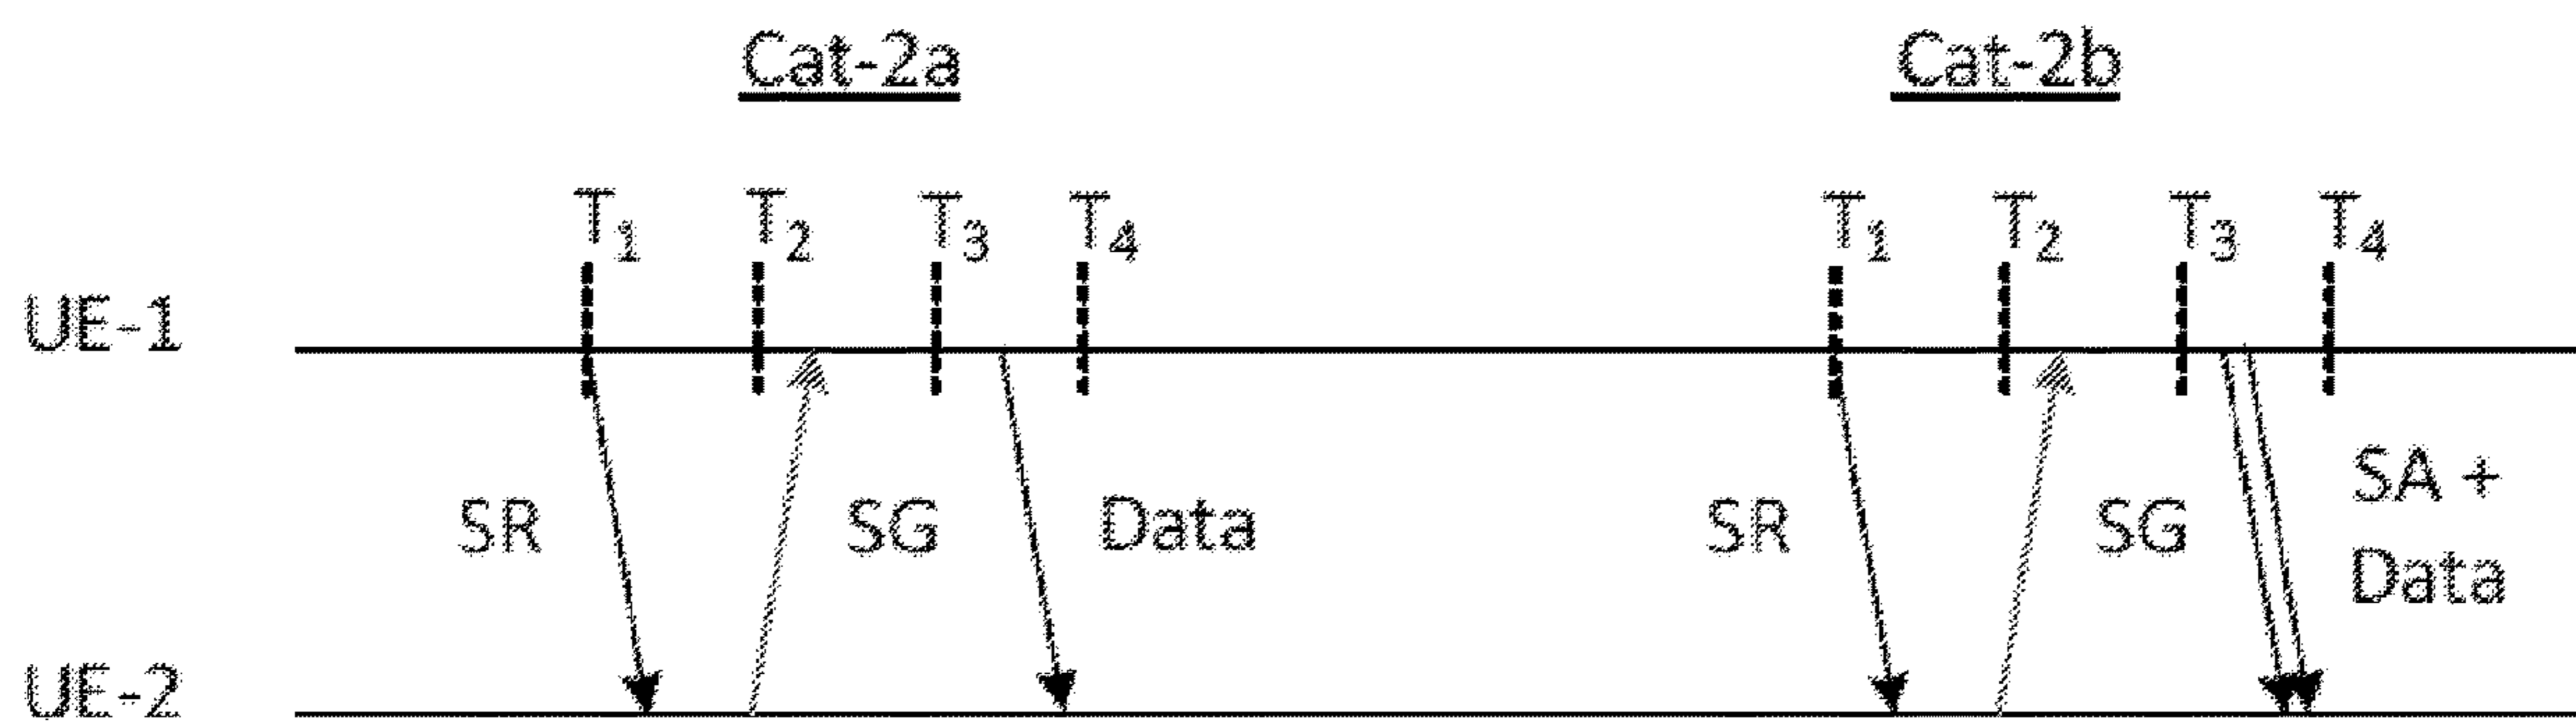 Cat-2a Cat-2b
T1 T2 T3 T4 T1 T2 T3 T4
UE-1
SR SG Data SR SG SA +
Data
UE-2